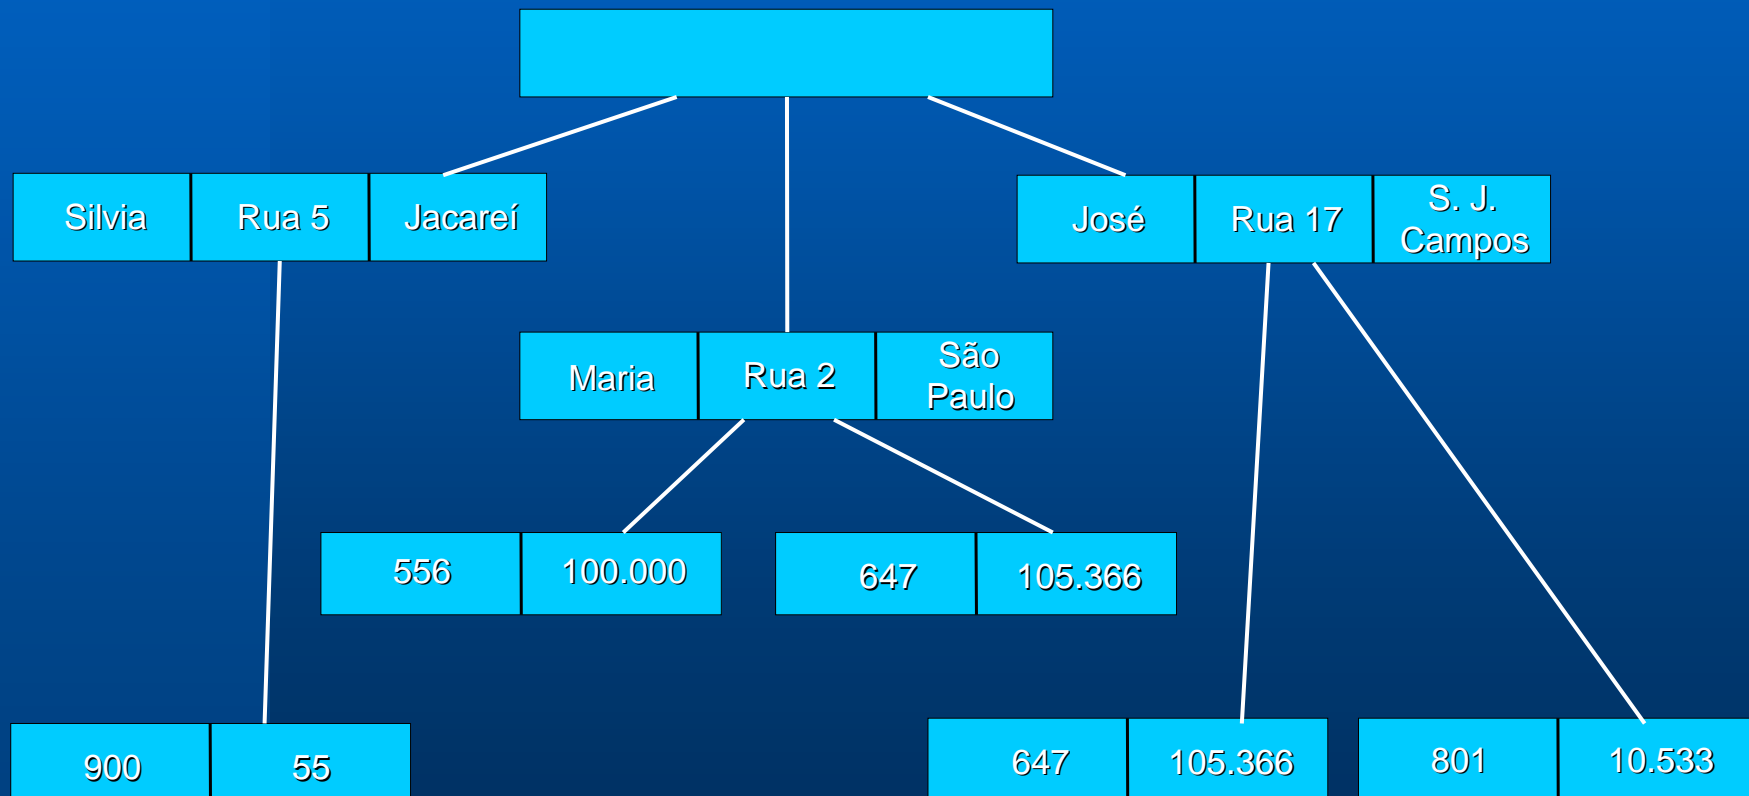 Silvia
Rua 5
Jacareí
José
Rua 17
S. J.
Campos
Maria
Rua 2
São
Paulo
556
100.000
647
105.366
900
55
647
105.366
801
10.533